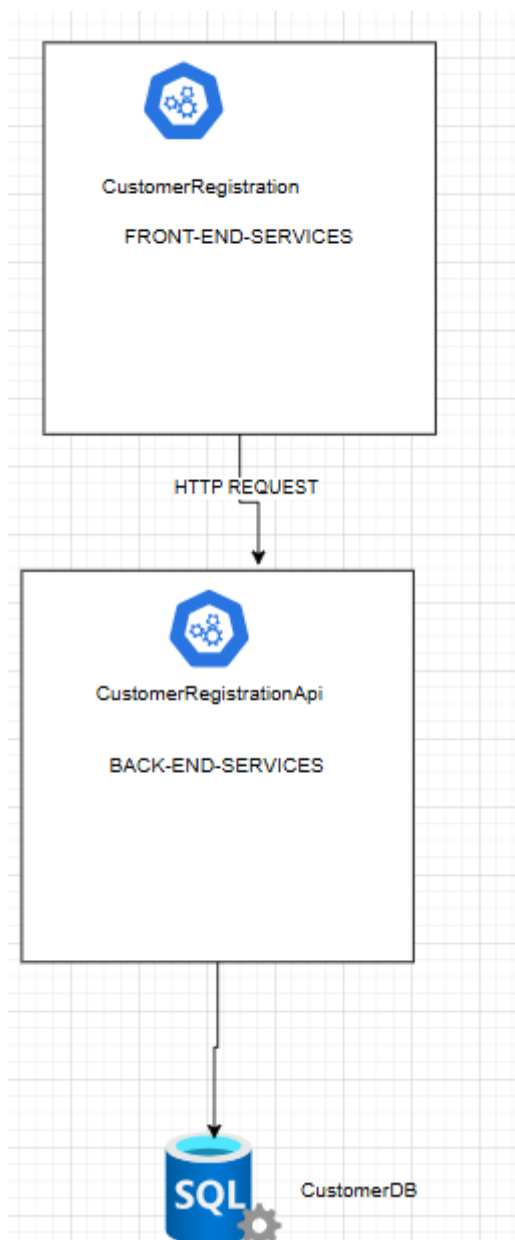 CustomerRegistration
FRONT-END-SERVICES
HTTP REQUEST
CustomerRegistrationApi
BACK-END-SERVICES
SQL
CustomerDB